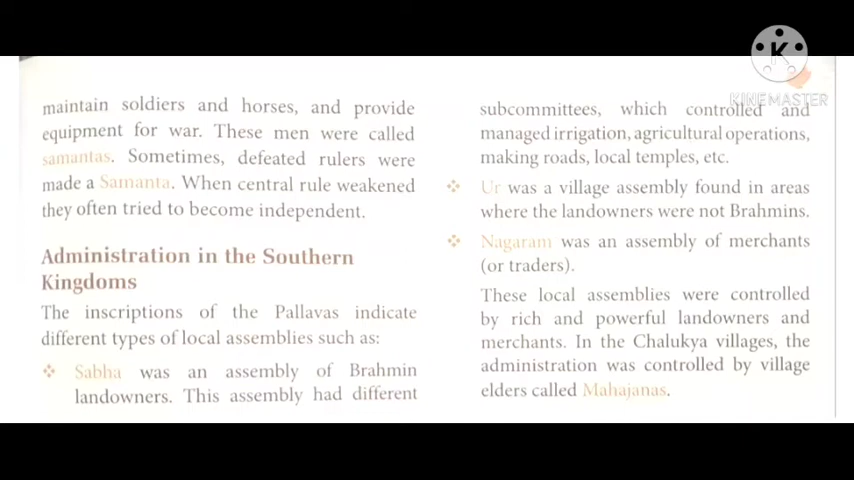 maintain soldiers and horses, and provide
equipment for war. These men were called
samantas. Sometimes, defeated rulers were
made a Samanta. When central rule weakened
they often tried to become independent.
Administration in the Southern
Kingdoms
The inscriptions of the Pallavas indicate
different types of local assemblies such as:
❖ Sabha was an assembly of Brahmin
landowners. This assembly had different
subcommittees, which controlled and
managed irrigation, agricultural operations,
making roads, local temples, etc.
❖ Ur was a village assembly found in areas
where the landowners were not Brahmins.
❖ Nagaram was an assembly of merchants
(or traders).
These local assemblies were controlled
by rich and powerful landowners and
merchants. In the Chalukya villages, the
administration was controlled by village
elders called Mahajanas.
K
KINEMASTER